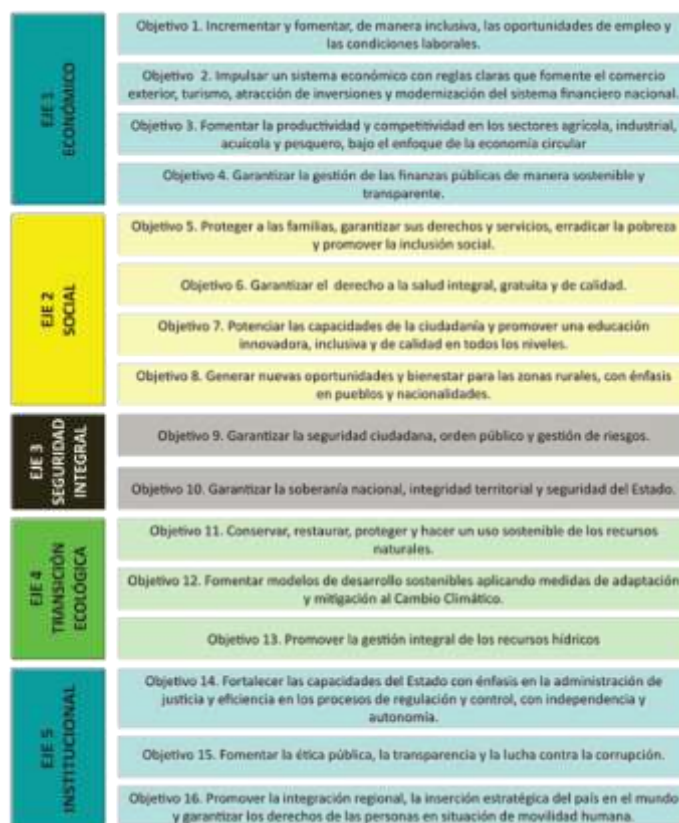 EJE 1
ECONÓMICO
Objetivo 1. Incrementar y fomentar, de manera inclusiva, las oportunidades de empleo y
las condiciones laborales.
Objetivo 2. Impulsar un sistema económico con reglas claras que fomente el comercio
exterior, turismo, atracción de inversiones y modernización del sistema financiero nacional.
Objetivo 3. Fomentar la productividad y competitividad en los sectores agrícola, industrial,
acuícola y pesquero, bajo el enfoque de la economía circular
Objetivo 4. Garantizar la gestión de las finanzas públicas de manera sostenible y
transparente.
EJE 2
SOCIAL
Objetivo 5. Proteger a las familias, garantizar sus derechos y servicios, erradicar la pobreza
y promover la inclusión social.
Objetivo 6. Garantizar el derecho a la salud integral, gratuita y de calidad.
Objetivo 7. Potenciar las capacidades de la ciudadanía y promover una educación
innovadora, inclusiva y de calidad en todos los niveles.
Objetivo 8. Generar nuevas oportunidades y bienestar para las zonas rurales, con énfasis
en pueblos y nacionalidades.
EJE 3
SEGURIDAD
INTEGRAL
Objetivo 9. Garantizar la seguridad ciudadana, orden público y gestión de riesgos.
Objetivo 10. Garantizar la soberanía nacional, integridad territorial y seguridad del Estado.
EJE 4
TRANSICIÓN
ECOLÓGICA
Objetivo 11. Conservar, restaurar, proteger y hacer un uso sostenible de los recursos
naturales.
Objetivo 12. Fomentar modelos de desarrollo sostenibles aplicando medidas de adaptación
y mitigación al Cambio Climático.
Objetivo 13. Promover la gestión integral de los recursos hídricos
EJE 5
INSTITUCIONAL
Objetivo 14. Fortalecer las capacidades del Estado con énfasis en la administración de
justicia y eficiencia en los procesos de regulación y control, con independencia y
autonomía.
Objetivo 15. Fomentar la ética pública, la transparencia y la lucha contra la corrupción.
Objetivo 16. Promover la integración regional, la inserción estratégica del país en el mundo
y garantizar los derechos de las personas en situación de movilidad humana.